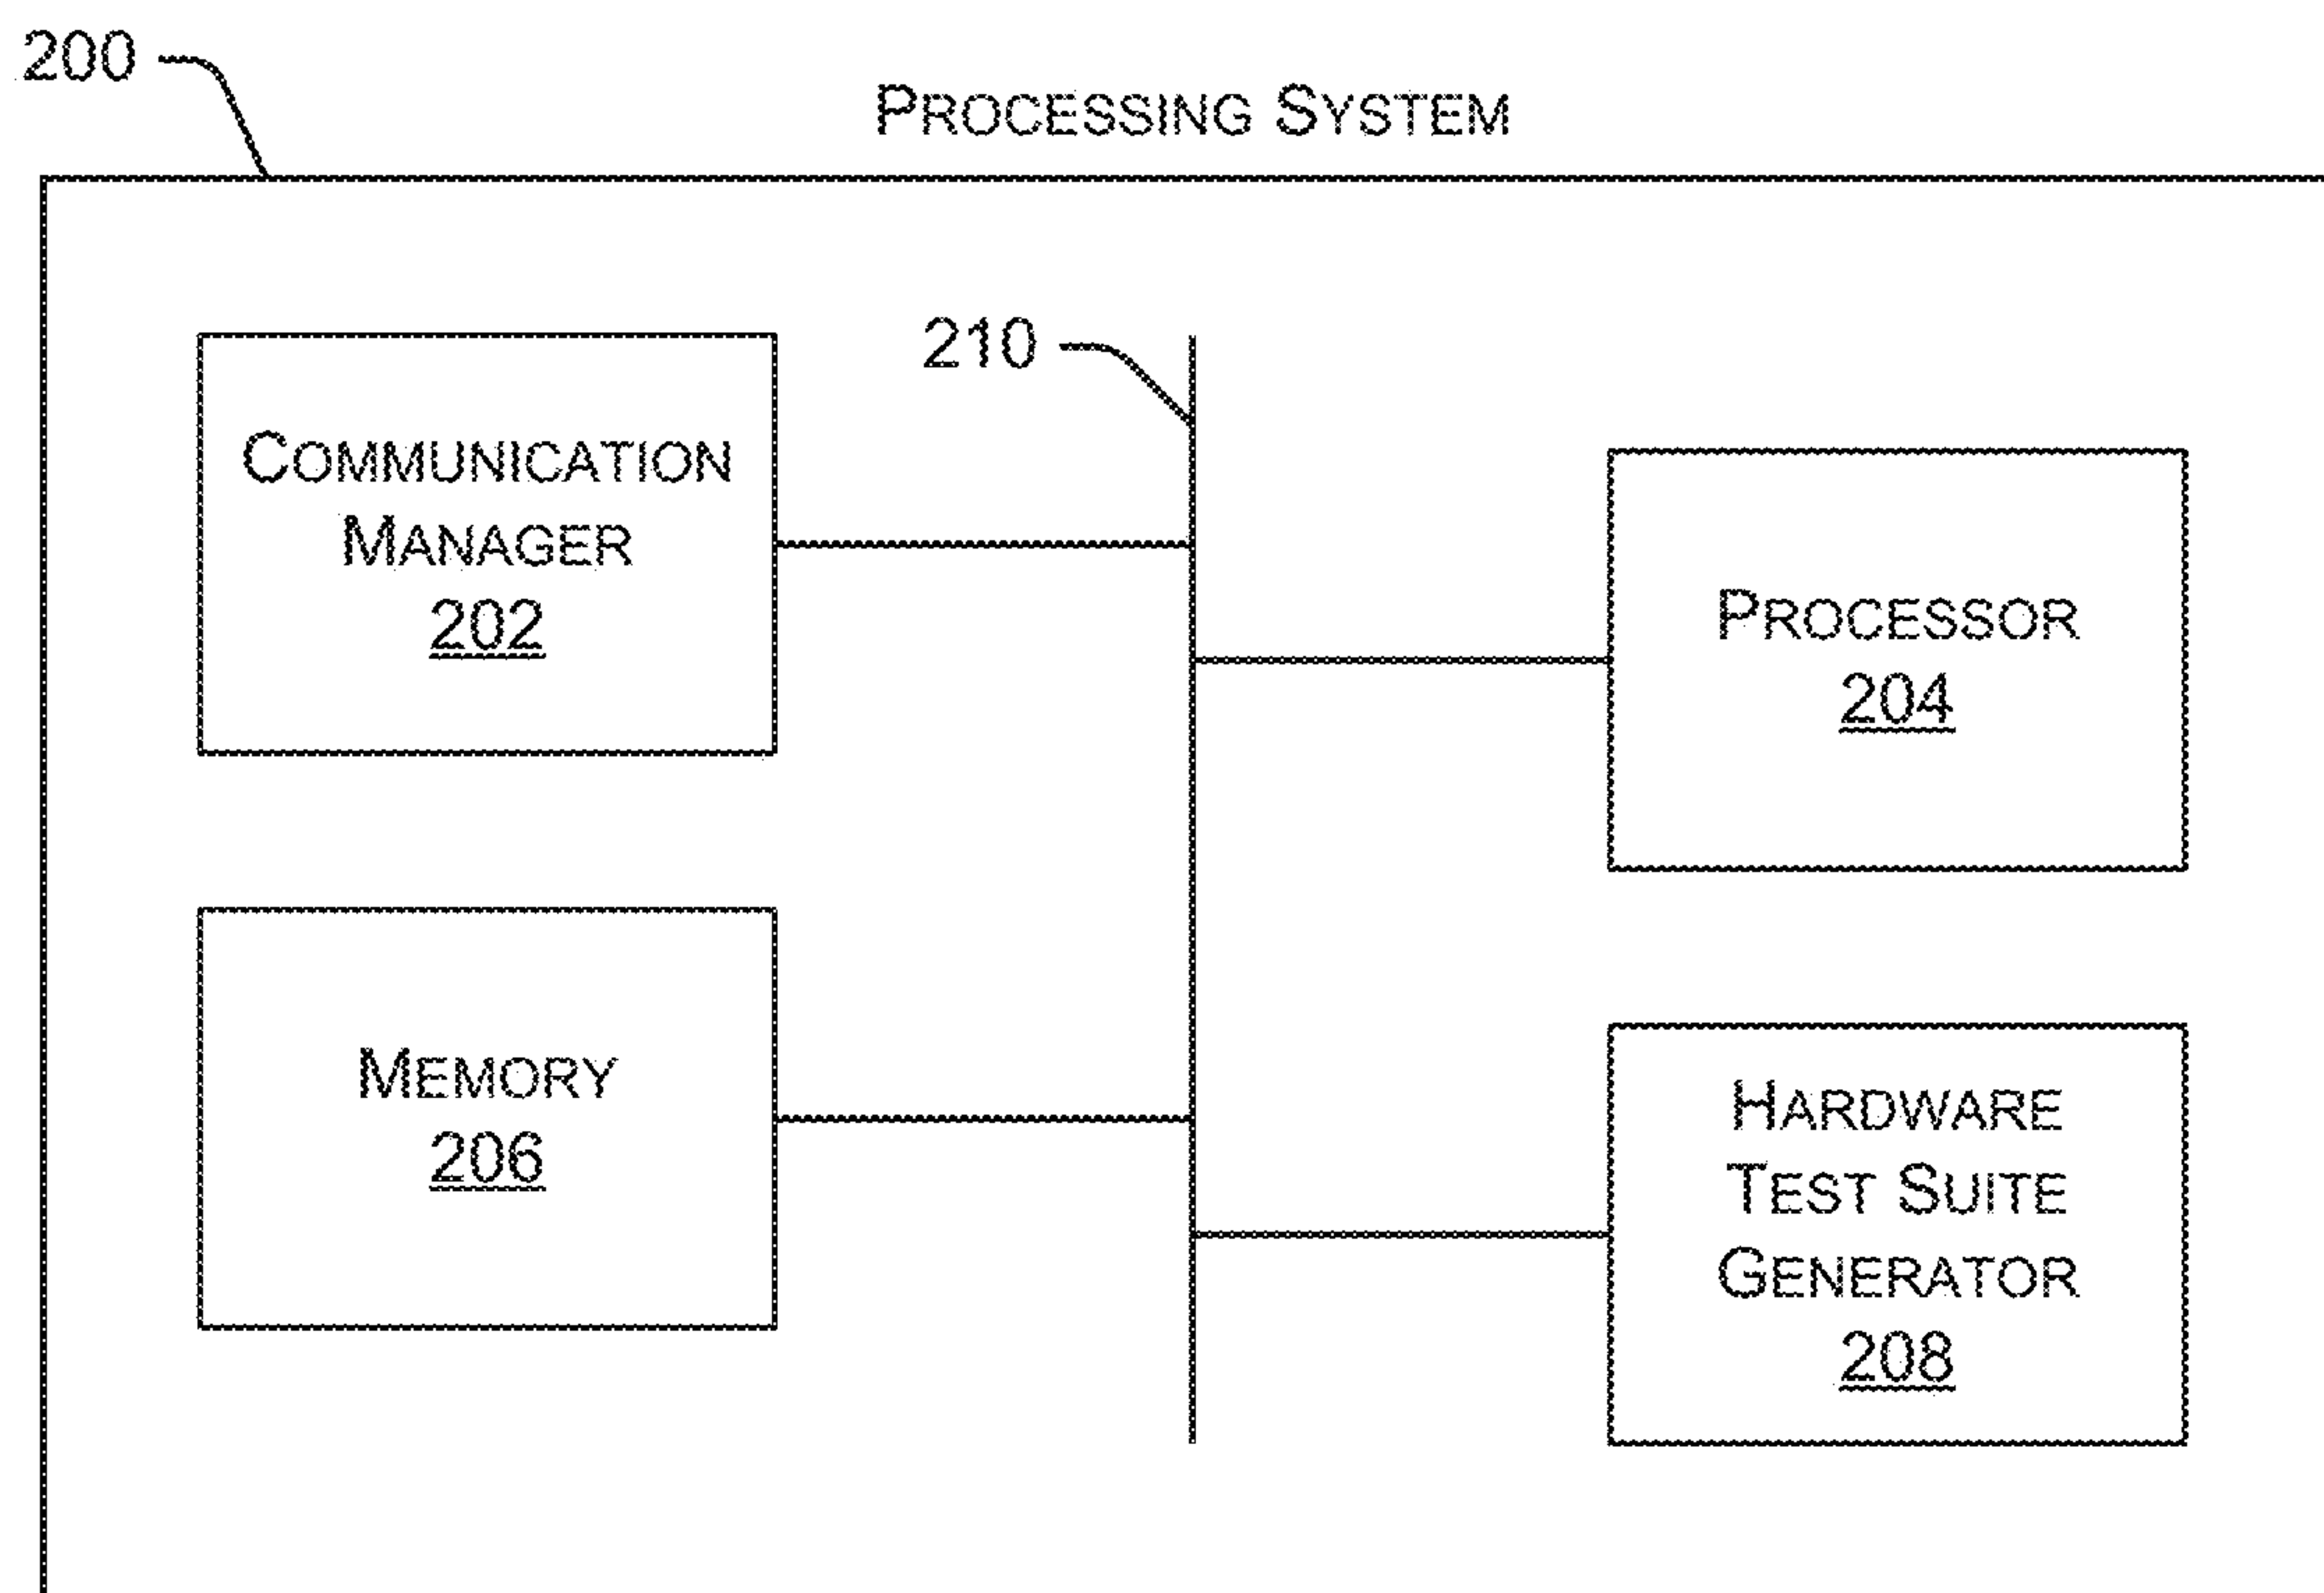 200
PROCESSING SYSTEM
210
COMMUNICATION
MANAGER
202
PROCESSOR
204
MEMORY
206
HARDWARE
TEST SUITE
GENERATOR
208